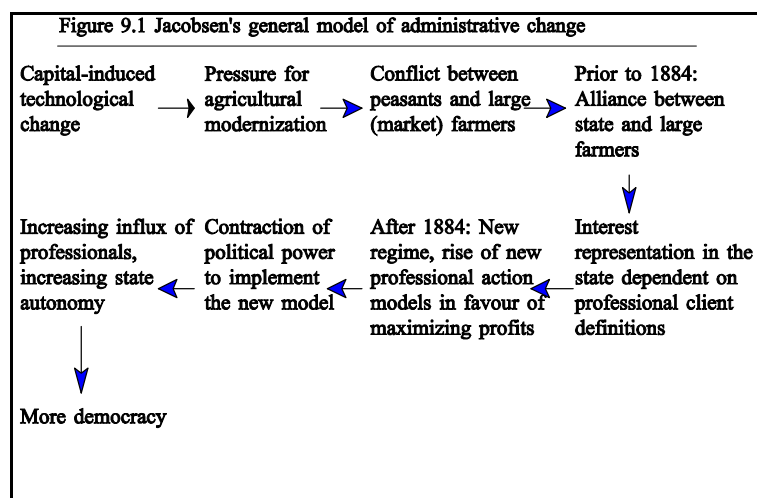 Figure 9.1 Jacobsen's general model of administrative change
Capital-induced
technological
change
Pressure for
agricultural
modernization
Conflict between
peasants and large
(market) farmers
Prior to 1884:
Alliance between
state and large
farmers
Interest
representation in the
state dependent on
professional client
definitions
After 1884: New
regime, rise of new
professional action
models in favour of
maximizing profits
Contraction of
political power
to implement
the new model
Increasing influx of
professionals,
increasing state
autonomy
More democracy